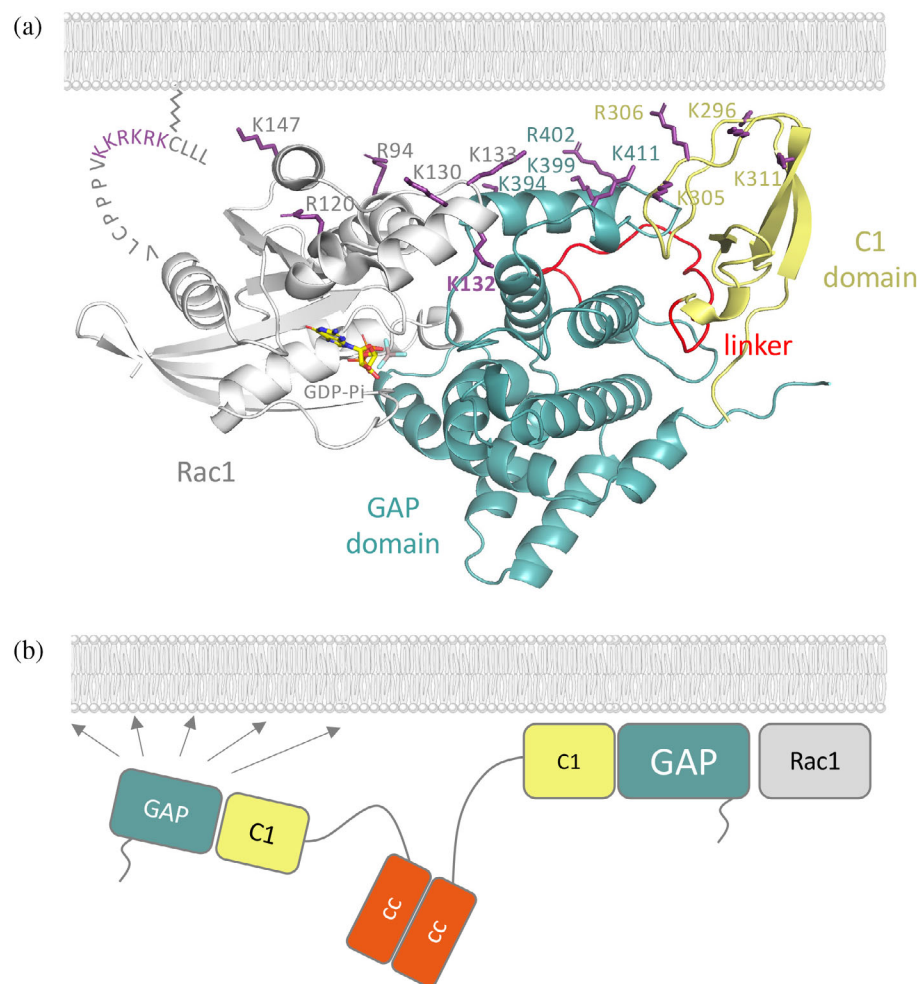 (a)
VLCPPPVKKRKRKCLLL
K147
R94
K130
K133
R120
K132
R402
K399
K394
K411
R306
K296
K305
K311
C1
domain
linker
GDP-Pi
Rac1
GAP
domain
(b)
GAP
C1
cc
cc
C1
GAP
Rac1